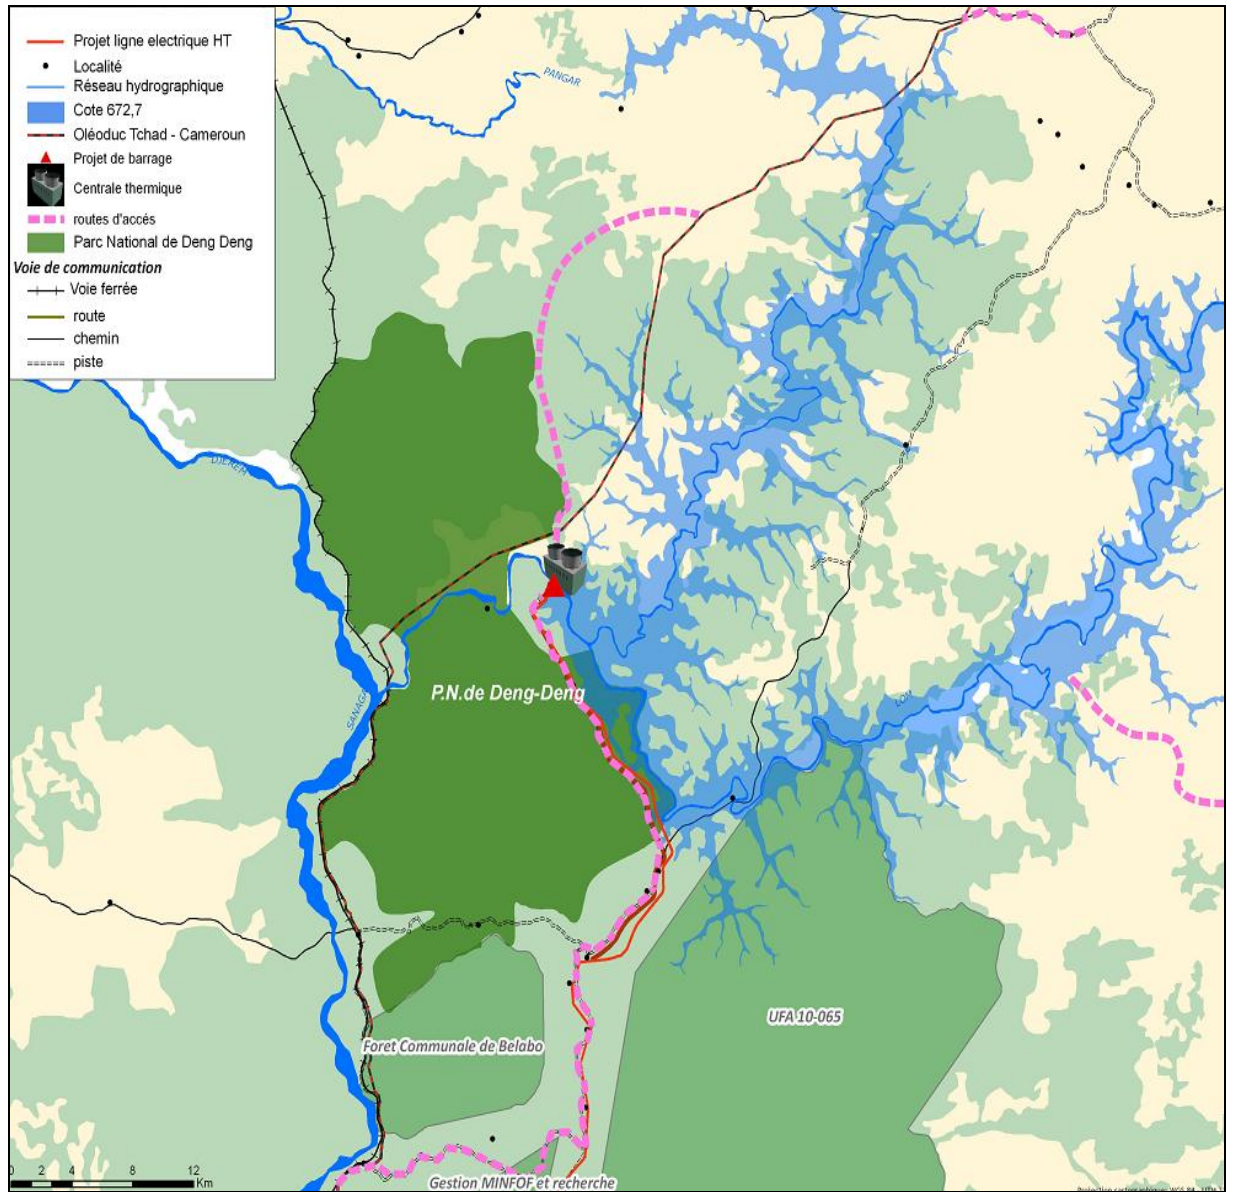 Projet ligne electrique HT
Localité
Réseau hydrographique
Cote 672,7
Oléoduc Tchad - Cameroun
Projet de barrage
Centrale thermique
routes d'accés
Parc National de Deng Deng
Voie de communication
Voie ferrée
route
chemin
piste
PANGAR
DJEREM
P.N.de Deng-Deng
SANAGA
LOM
UFA 10-065
Foret Communale de Belabo
Gestion MINFOF et recherche
0 2 4 8 12
Km